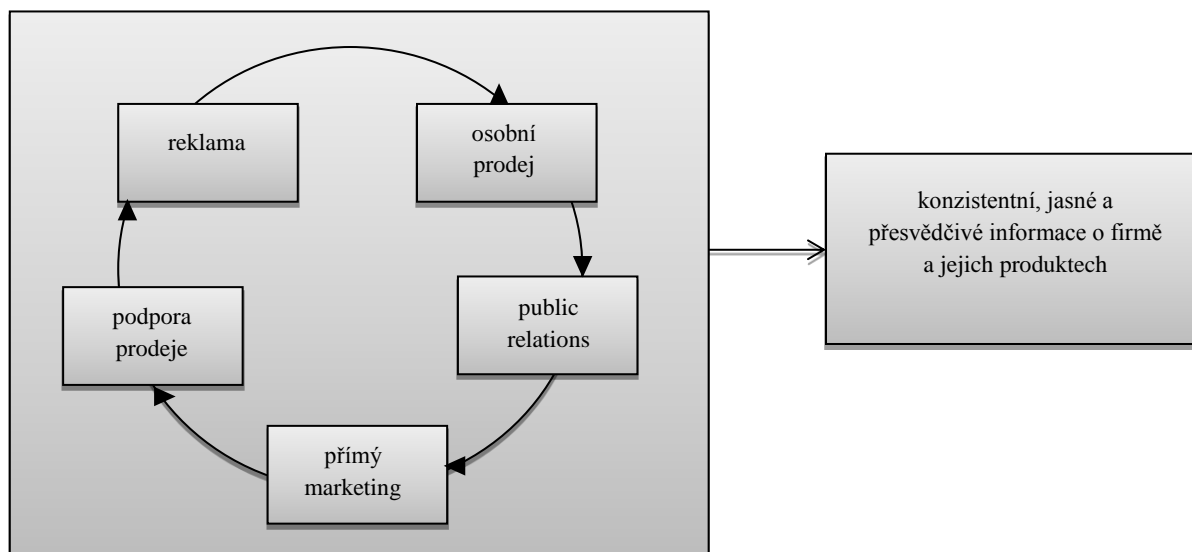 reklama
osobní
prodej
public
relations
přímý
marketing
podpora
prodeje
konzistentní, jasné a
přesvědčivé informace o firmě
a jejich produktech